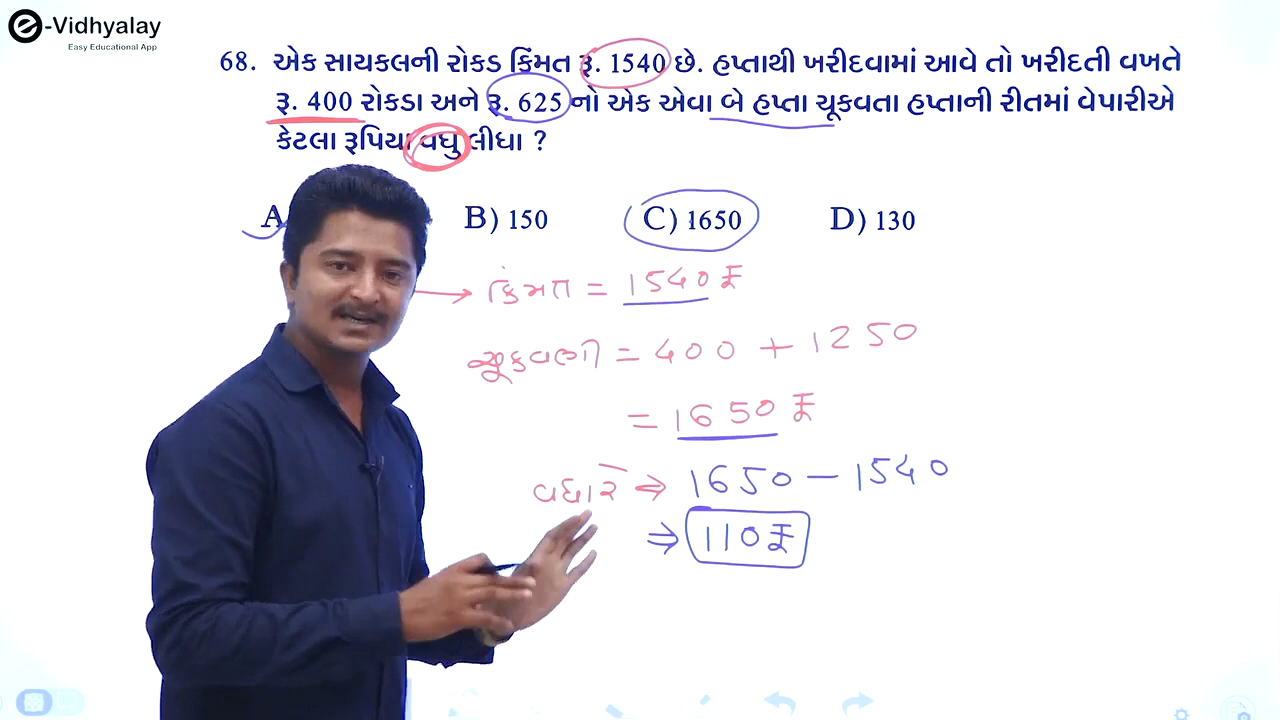 e-Vidhyalay
Easy Educational App
68. એક સાયકલની રોકડ કિંમત રૂ. 1540 છે. હપ્તાથી ખરીદવામાં આવે તો ખરીદતી વખતે
રૂ. 400 રોકડા અને રૂ. 625 નો એક એવા બે હપ્તા ચૂકવતા હપ્તાની રીતમાં વેપારીએ
કેટલા રૂપિયા વધુ લીધા ?
A B) 150 C) 1650 D) 130
કિંમત = 1540 ₹
ચૂકવણી = 400 + 1250
= 1650 ₹
વધારે ⇒ 1650 – 1540
⇒ 110 ₹